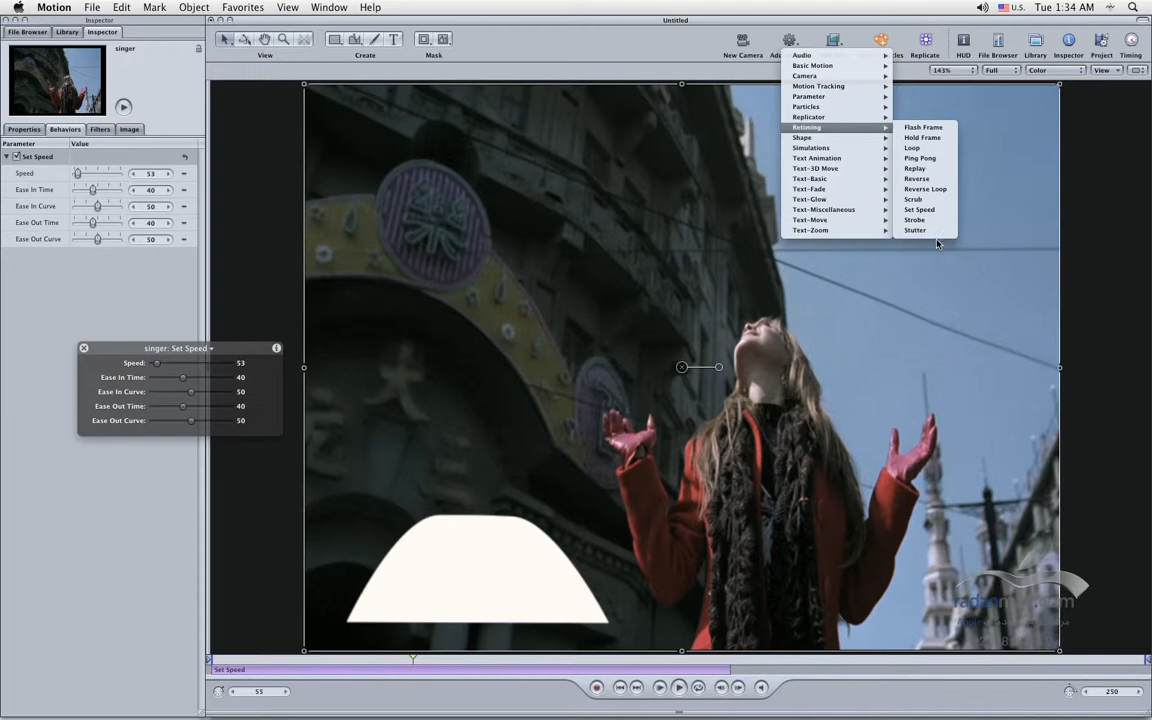 Motion File Edit Mark Object Favorites View Window Help
U.S. Tue 1:34 AM
Inspector
Untitled
File Browser Library Inspector
singer
View
Create
Mask
New Camera
Replicate
HUD
File Browser
Library
Inspector
Project
Timing
143% Full Color View
Properties Behaviors Filters Image
Parameter Value
Set Speed
Speed 53
Ease In Time 40
Ease In Curve 50
Ease Out Time 40
Ease Out Curve 50
Audio
Basic Motion
Camera
Motion Tracking
Parameter
Particles
Replicator
Retiming
Shape
Simulations
Text Animation
Text-3D Move
Text-Basic
Text-Fade
Text-Glow
Text-Miscellaneous
Text-Move
Text-Zoom
Flash Frame
Hold Frame
Loop
Ping Pong
Replay
Reverse
Reverse Loop
Scrub
Set Speed
Strobe
Stutter
singer: Set Speed
Speed: 53
Ease In Time: 40
Ease In Curve: 50
Ease Out Time: 40
Ease Out Curve: 50
Set Speed
55
250